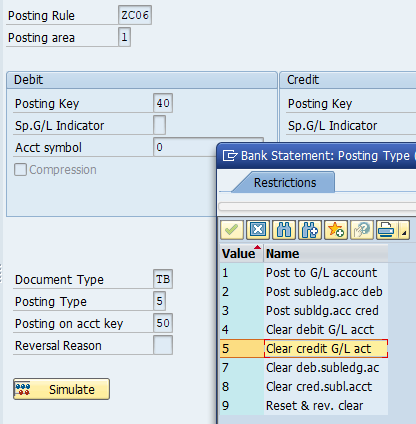 Posting Rule ZC06
Posting area 1
Debit
Credit
Posting Key 40
Posting Key
Sp.G/L Indicator
Sp.G/L Indicator
Acct symbol 0
Compression
Bank Statement: Posting Type (
Restrictions
Value Name
1 Post to G/L account
2 Post subledg.acc deb
3 Post subldg.acc cred
4 Clear debit G/L acct
5 Clear credit G/L act
7 Clear deb.subledg.ac
8 Clear cred.subl.acct
9 Reset & rev. clear
Document Type TB
Posting Type 5
Posting on acct key 50
Reversal Reason
Simulate